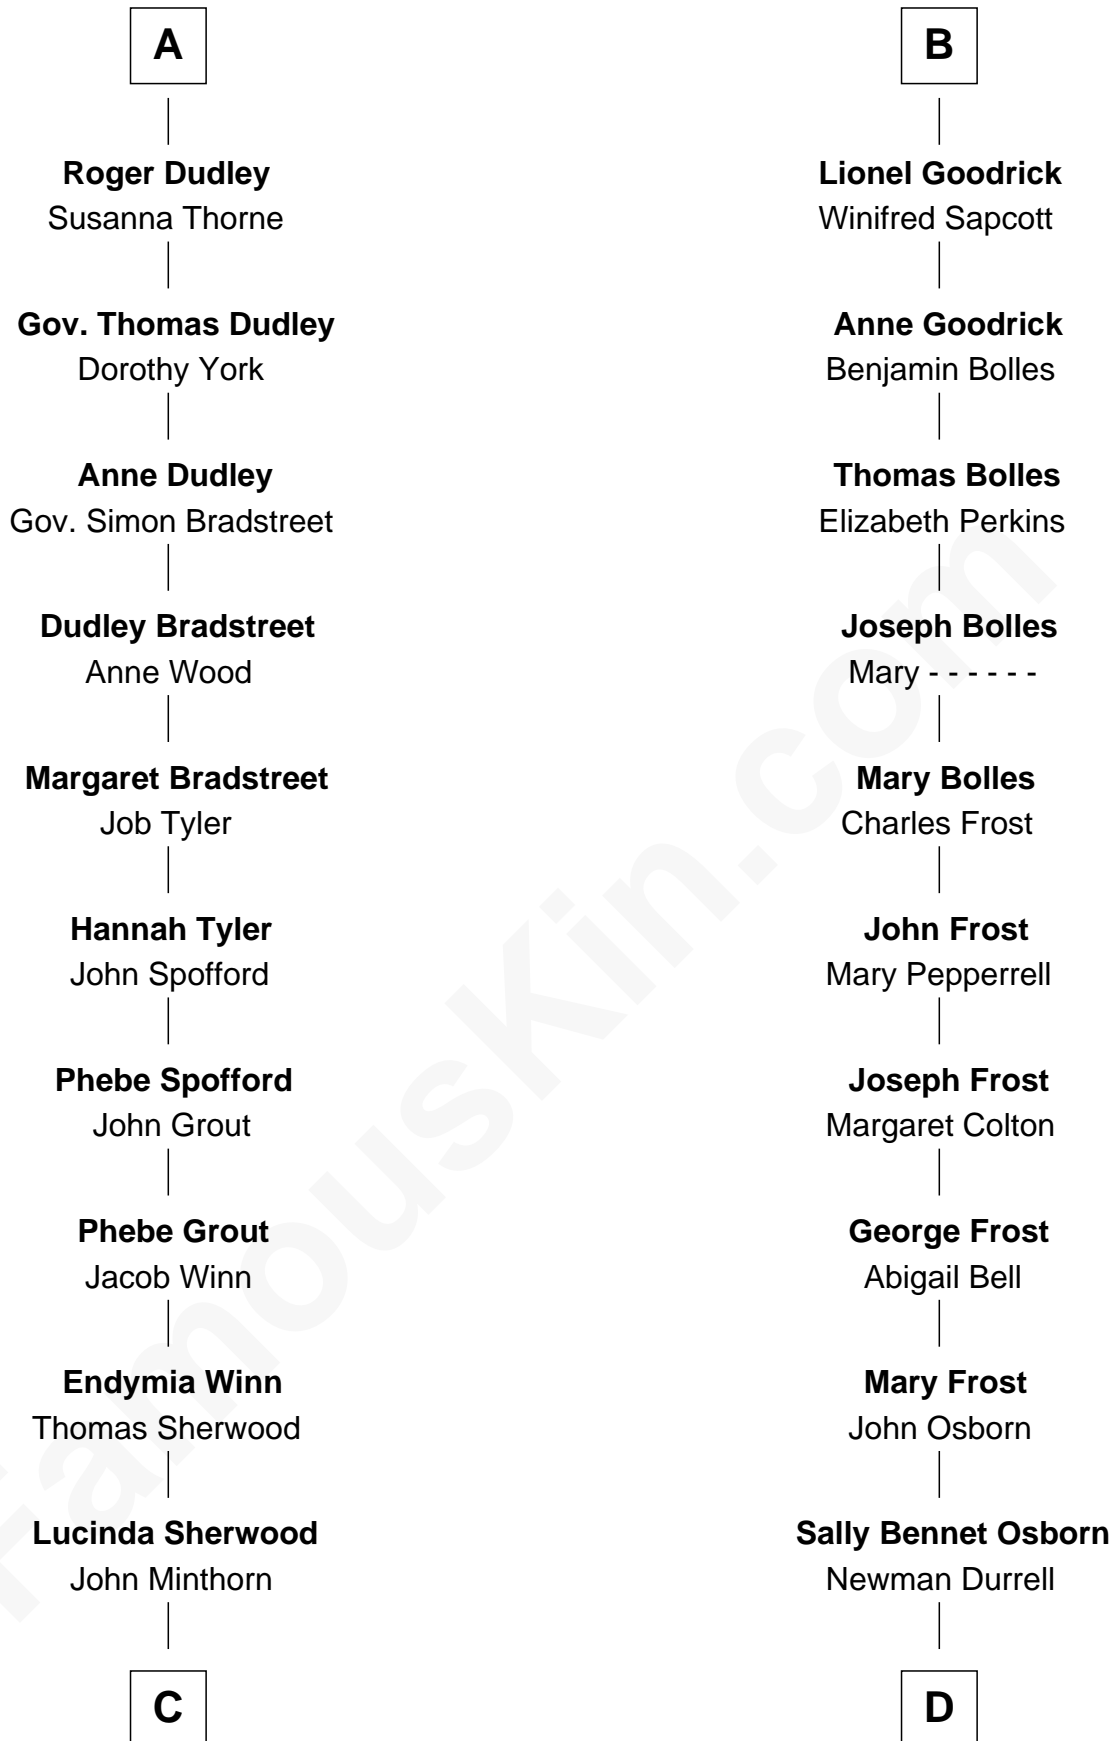 A
Roger Dudley
Susanna Thorne
Gov. Thomas Dudley
Dorothy York
Anne Dudley
Gov. Simon Bradstreet
Dudley Bradstreet
Anne Wood
Margaret Bradstreet
Job Tyler
Hannah Tyler
John Spofford
Phebe Spofford
John Grout
Phebe Grout
Jacob Winn
Endymia Winn
Thomas Sherwood
Lucinda Sherwood
John Minthorn
C
B
Lionel Goodrick
Winifred Sapcott
Anne Goodrick
Benjamin Bolles
Thomas Bolles
Elizabeth Perkins
Joseph Bolles
Mary - - - - - -
Mary Bolles
Charles Frost
John Frost
Mary Pepperrell
Joseph Frost
Margaret Colton
George Frost
Abigail Bell
Mary Frost
John Osborn
Sally Bennet Osborn
Newman Durrell
D
FamousKin.com